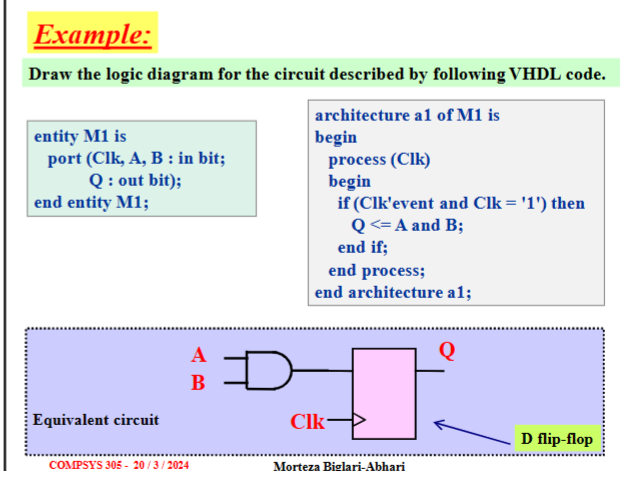 Example:
Draw the logic diagram for the circuit described by following VHDL code.
entity M1 is
port (Clk, A, B : in bit;
Q : out bit);
end entity M1;
architecture a1 of M1 is
begin
process (Clk)
begin
if (Clk'event and Clk = '1') then
Q <= A and B;
end if;
end process;
end architecture a1;
A
B
Q
Clk
Equivalent circuit
D flip-flop
COMPSYS 305 - 20 / 3 / 2024
Morteza Biglari-Abhari